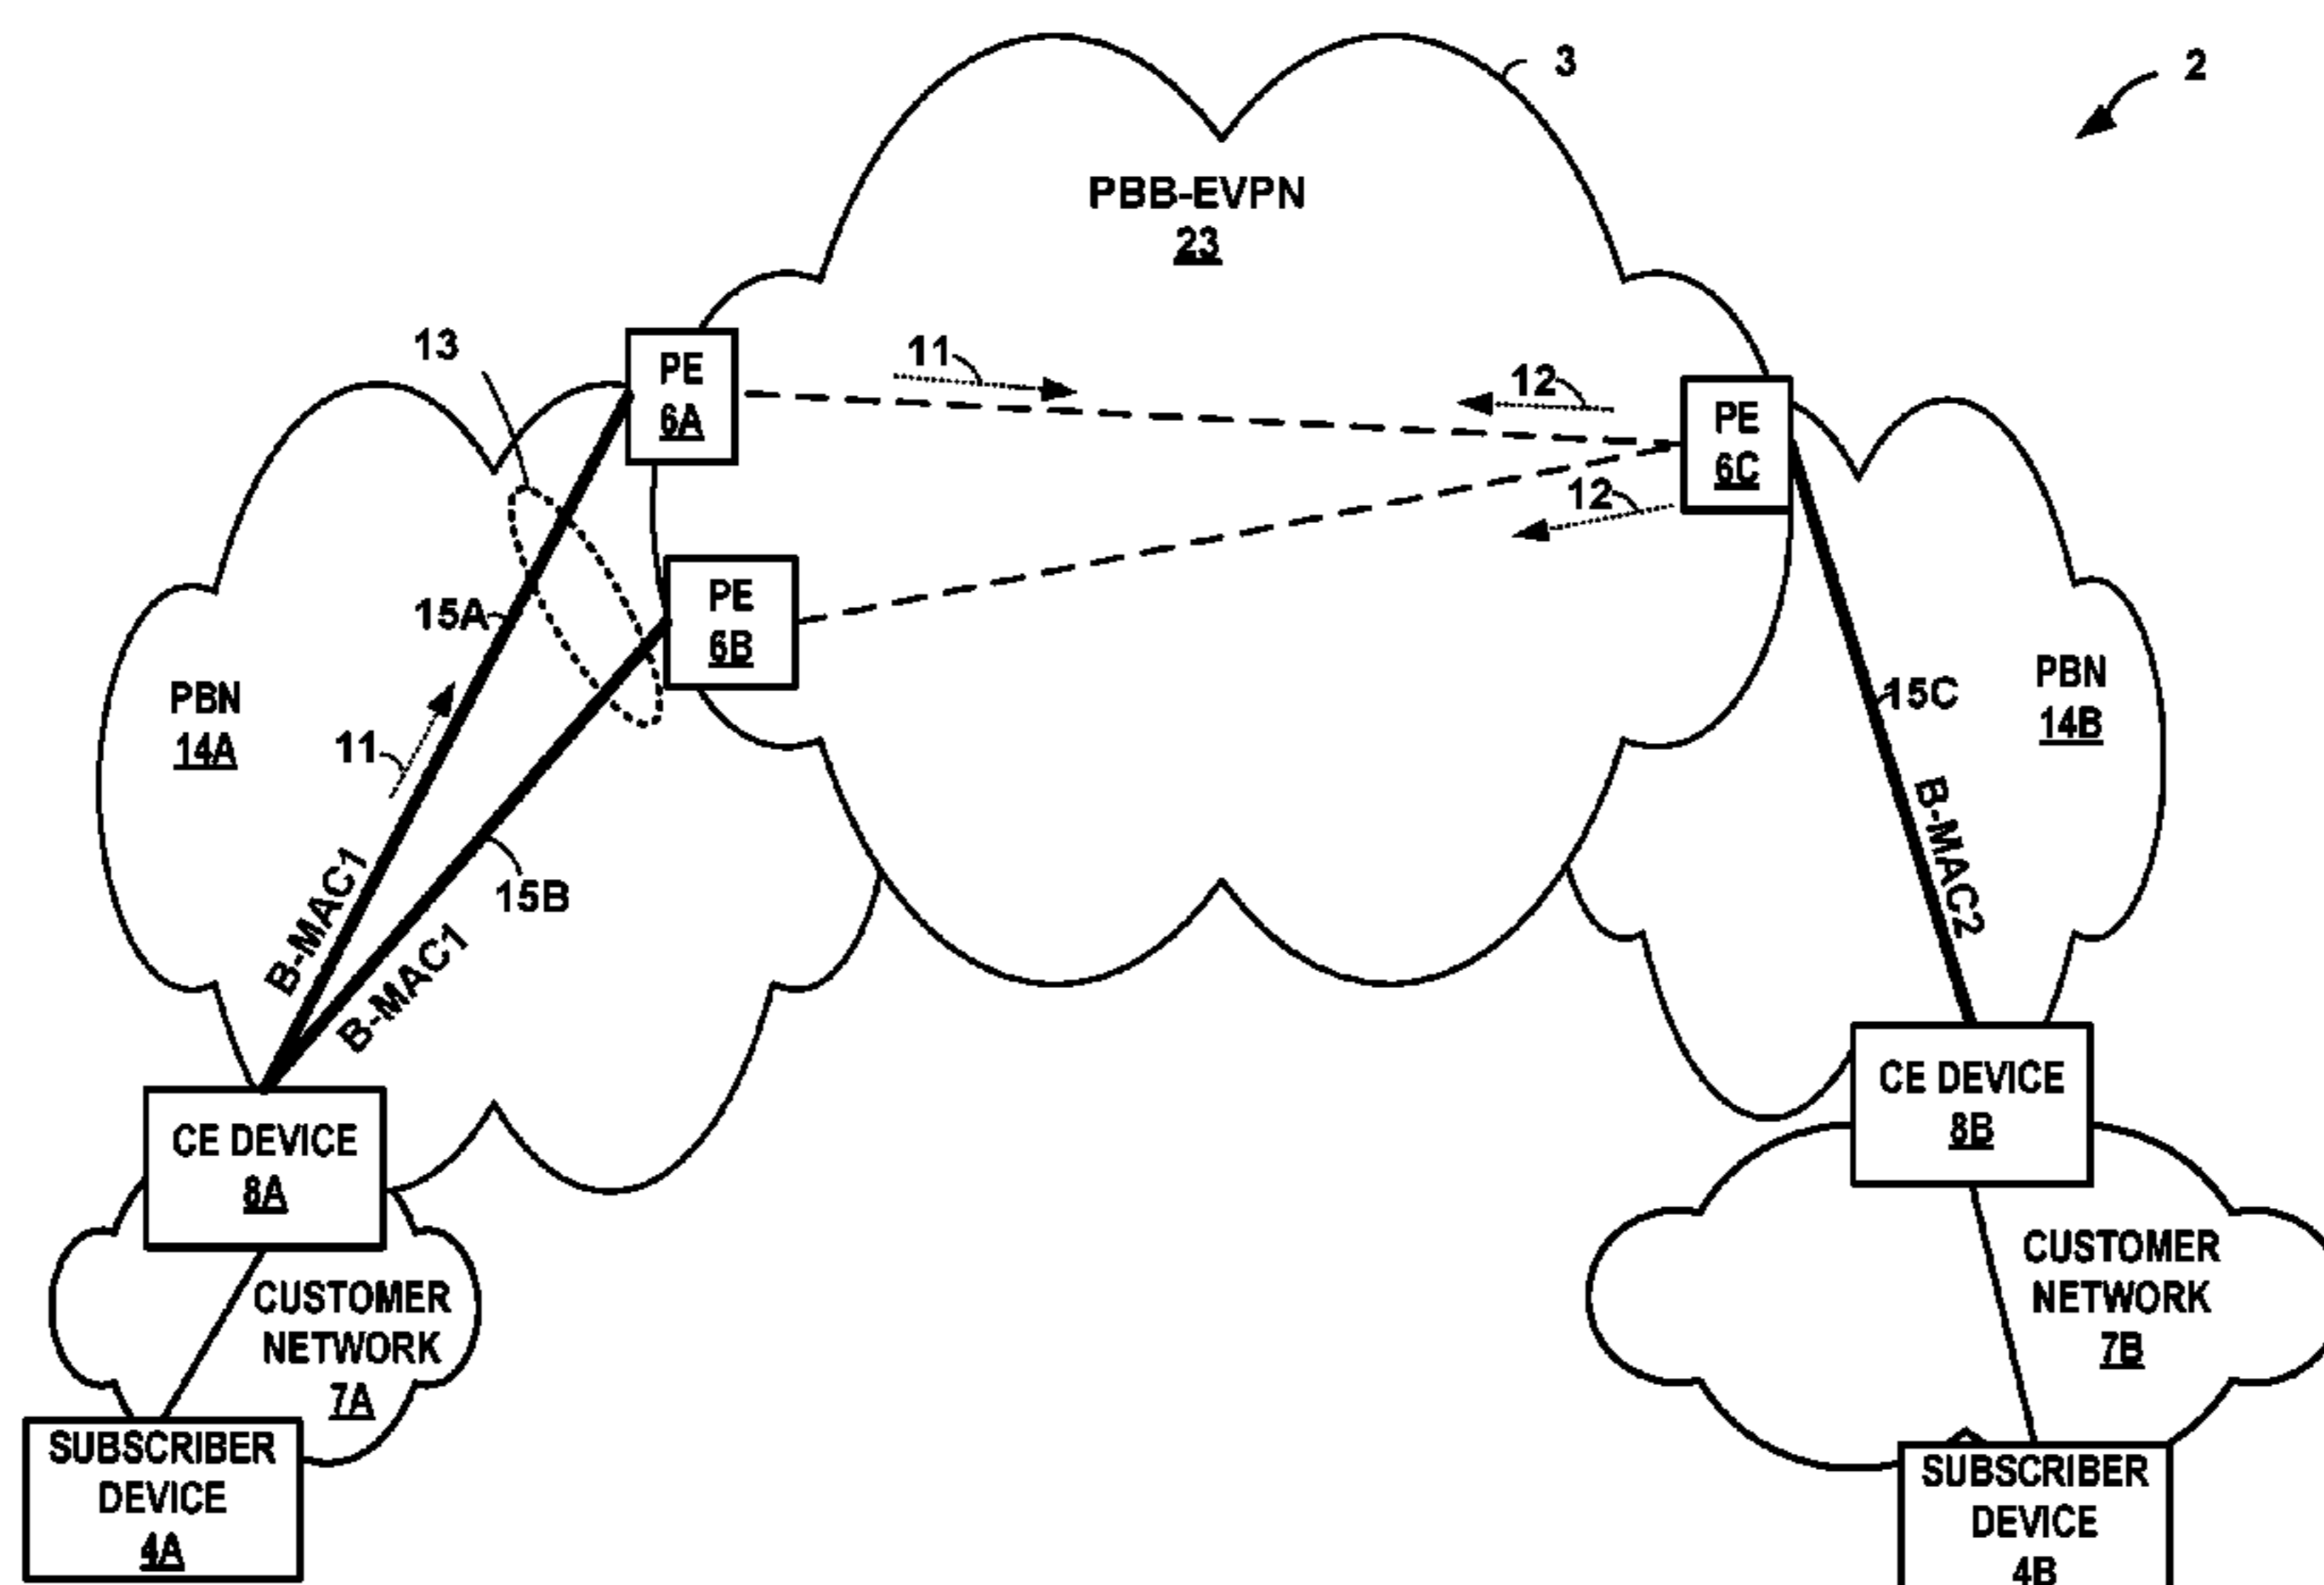 3
2
PBB-EVPN
23
13
PE
6A
11
12
PE
6C
12
15A
PE
6B
PBN
14A
11
15C
PBN
14B
B-MAC1
15B
B-MAC1
B-MAC2
CE DEVICE
8A
CE DEVICE
8B
CUSTOMER
NETWORK
7A
CUSTOMER
NETWORK
7B
SUBSCRIBER
DEVICE
4A
SUBSCRIBER
DEVICE
4B